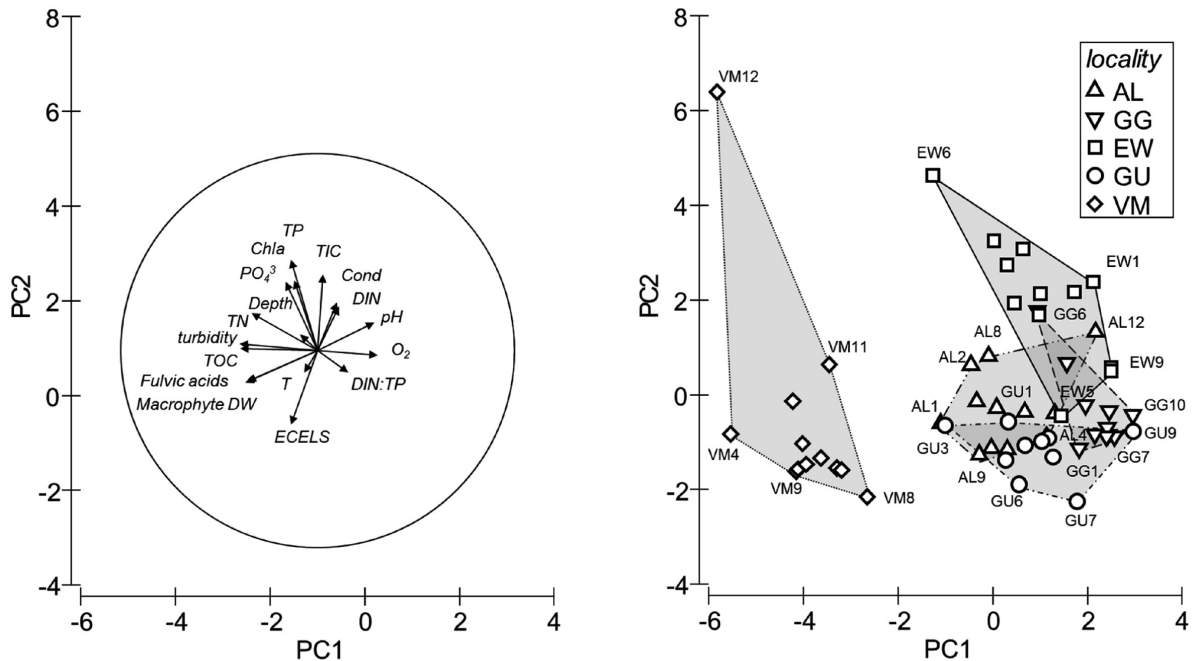 8
6
4
2
0
-2
-4
PC2
TP
Chla
TIC
PO₄³
Cond
Depth
DIN
TN
pH
turbidity
O₂
TOC
Fulvic acids
T
DIN:TP
Macrophyte DW
ECELS
-6
-4
-2
0
2
4
PC1
8
6
4
2
0
-2
-4
PC2
locality
AL
GG
EW
GU
VM
VM12
EW6
EW1
GG6
AL12
AL8
VM11
AL2
EW9
GU1
EW5
AL1
GG10
GU3
AL4
GU9
VM4
AL9
GG1
GG7
VM9
VM8
GU6
GU7
-6
-4
-2
0
2
4
PC1